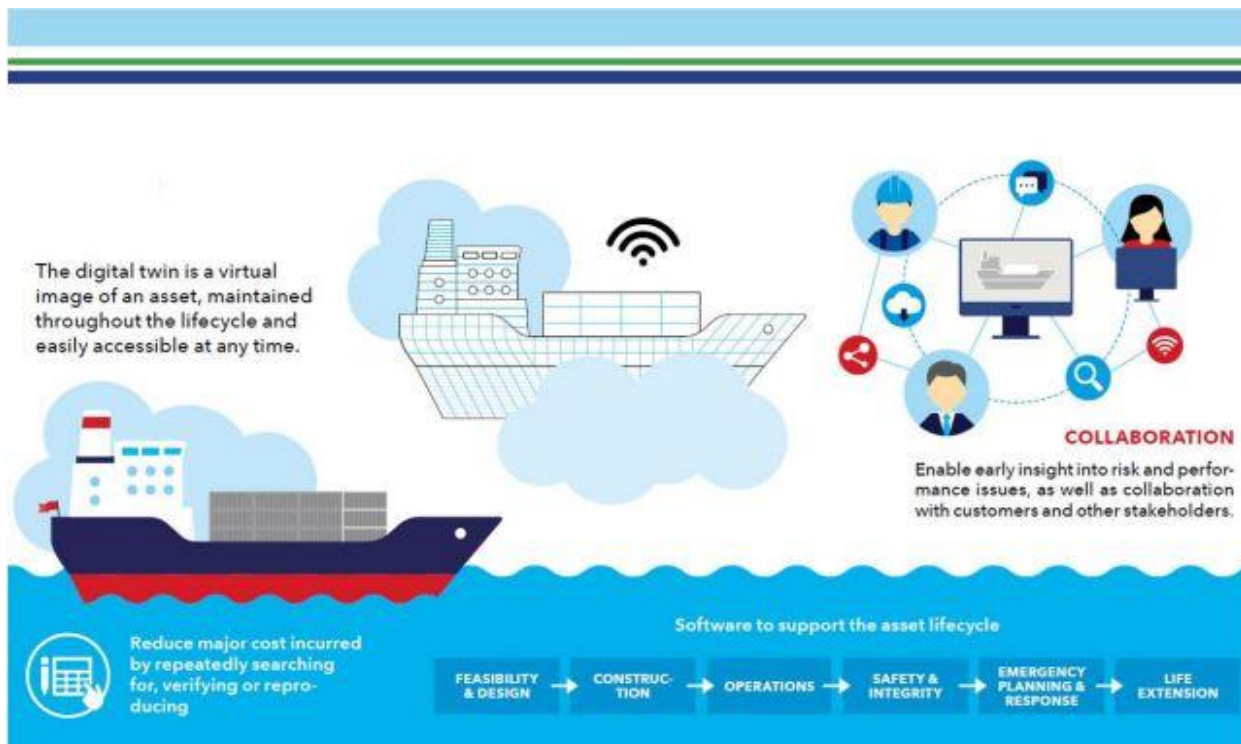 The digital twin is a virtual
image of an asset, maintained
throughout the lifecycle and
easily accessible at any time.
COLLABORATION
Enable early insight into risk and perfor-
mance issues, as well as collaboration
with customers and other stakeholders.
Reduce major cost incurred
by repeatedly searching
for, verifying or repro-
ducing
Software to support the asset lifecycle
FEASIBILITY
& DESIGN
CONSTRUC-
TION
OPERATIONS
SAFETY &
INTEGRITY
EMERGENCY
PLANNING &
RESPONSE
LIFE
EXTENSION